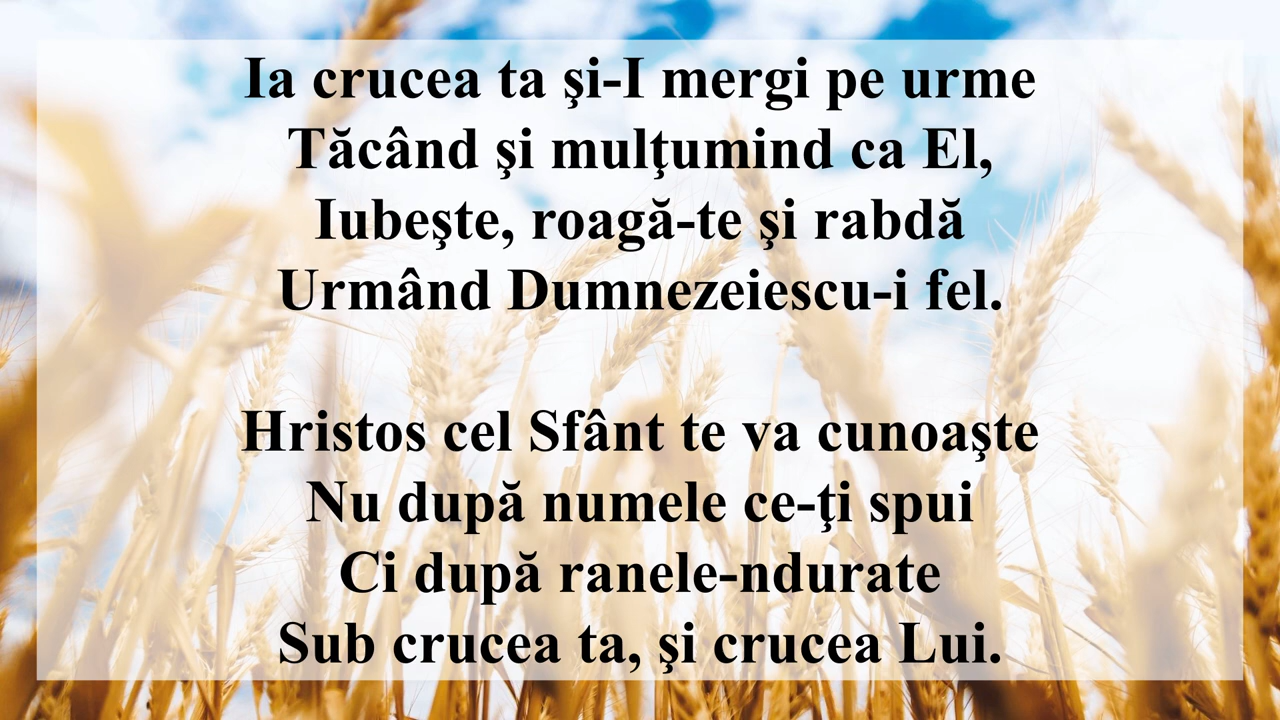 Ia crucea ta şi-I mergi pe urme
Tăcând şi mulţumind ca El,
Iubeşte, roagă-te şi rabdă
Urmând Dumnezeiescu-i fel.
Hristos cel Sfânt te va cunoaşte
Nu după numele ce-ţi spui
Ci după ranele-ndurate
Sub crucea ta, şi crucea Lui.